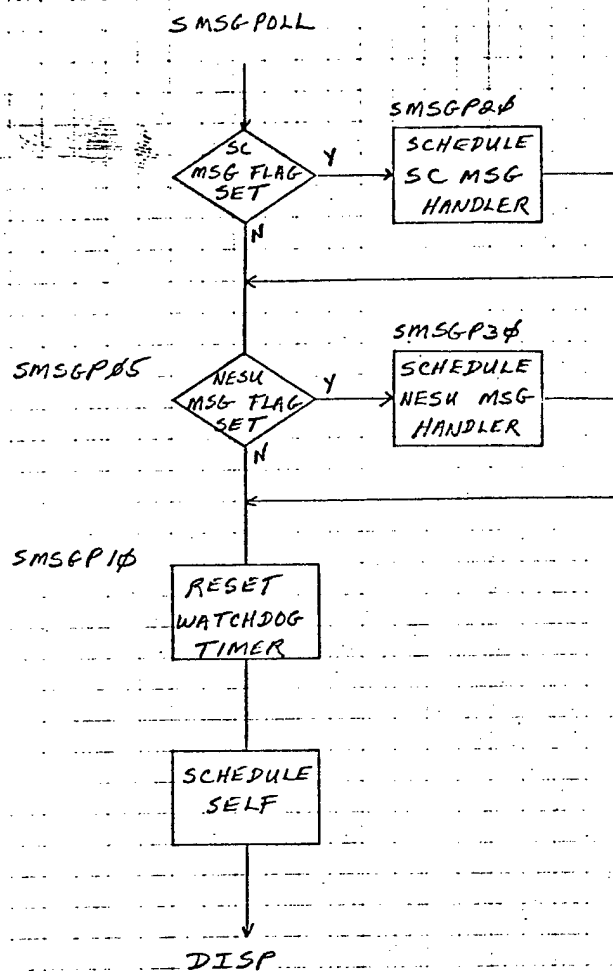 SMSGPOLL
SMSGP2Ø
SC
MSG FLAG
SET
Y
N
SCHEDULE
SC MSG
HANDLER
SMSGP3Ø
SMSGPØ5
NESU
MSG FLAG
SET
Y
N
SCHEDULE
NESU MSG
HANDLER
SMSGP1Ø
RESET
WATCHDOG
TIMER
SCHEDULE
SELF
DISP